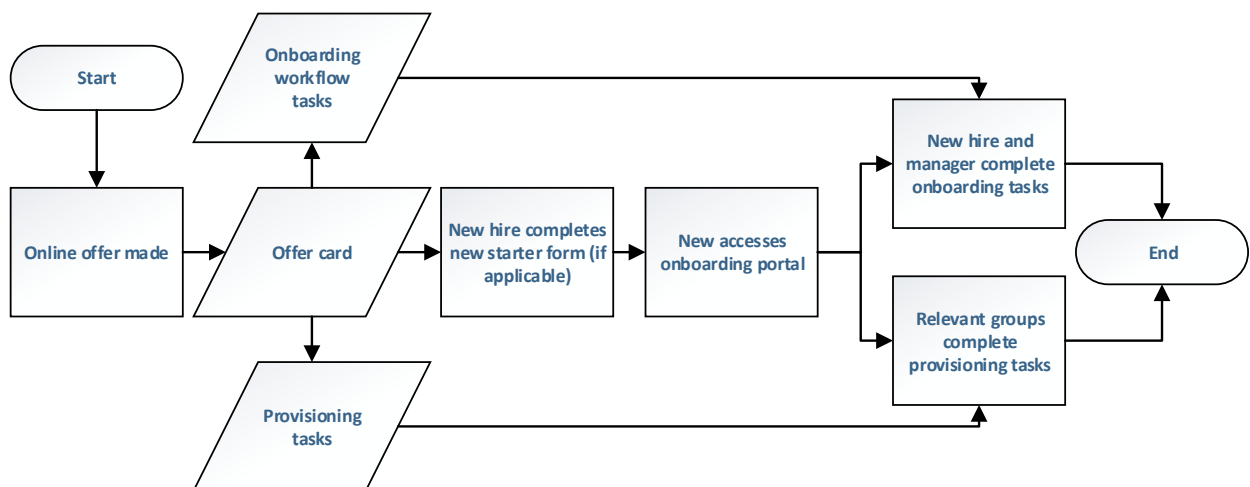 Start
Onboarding
workflow
tasks
Online offer made
Offer card
New hire completes
new starter form (if
applicable)
New accesses
onboarding portal
New hire and
manager complete
onboarding tasks
End
Relevant groups
complete
provisioning tasks
Provisioning
tasks